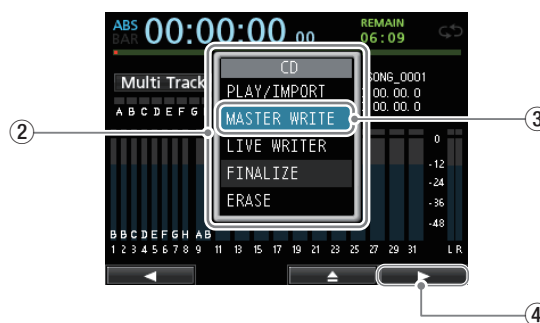 ABS 00:00:00.00 REMAIN
BAR 06:09
CD
Multi Track SONG_0001
PLAY/IMPORT 00. 00. 0
A B C D E F G MASTER WRITE 00. 00. 0
② ③
LIVE WRITER 0
FINALIZE -12
-24
ERASE -36
-48
B B C D E F G H A B
1 2 3 4 5 6 7 8 9 11 13 15 17 19 21 23 25 27 29 31 L R
④